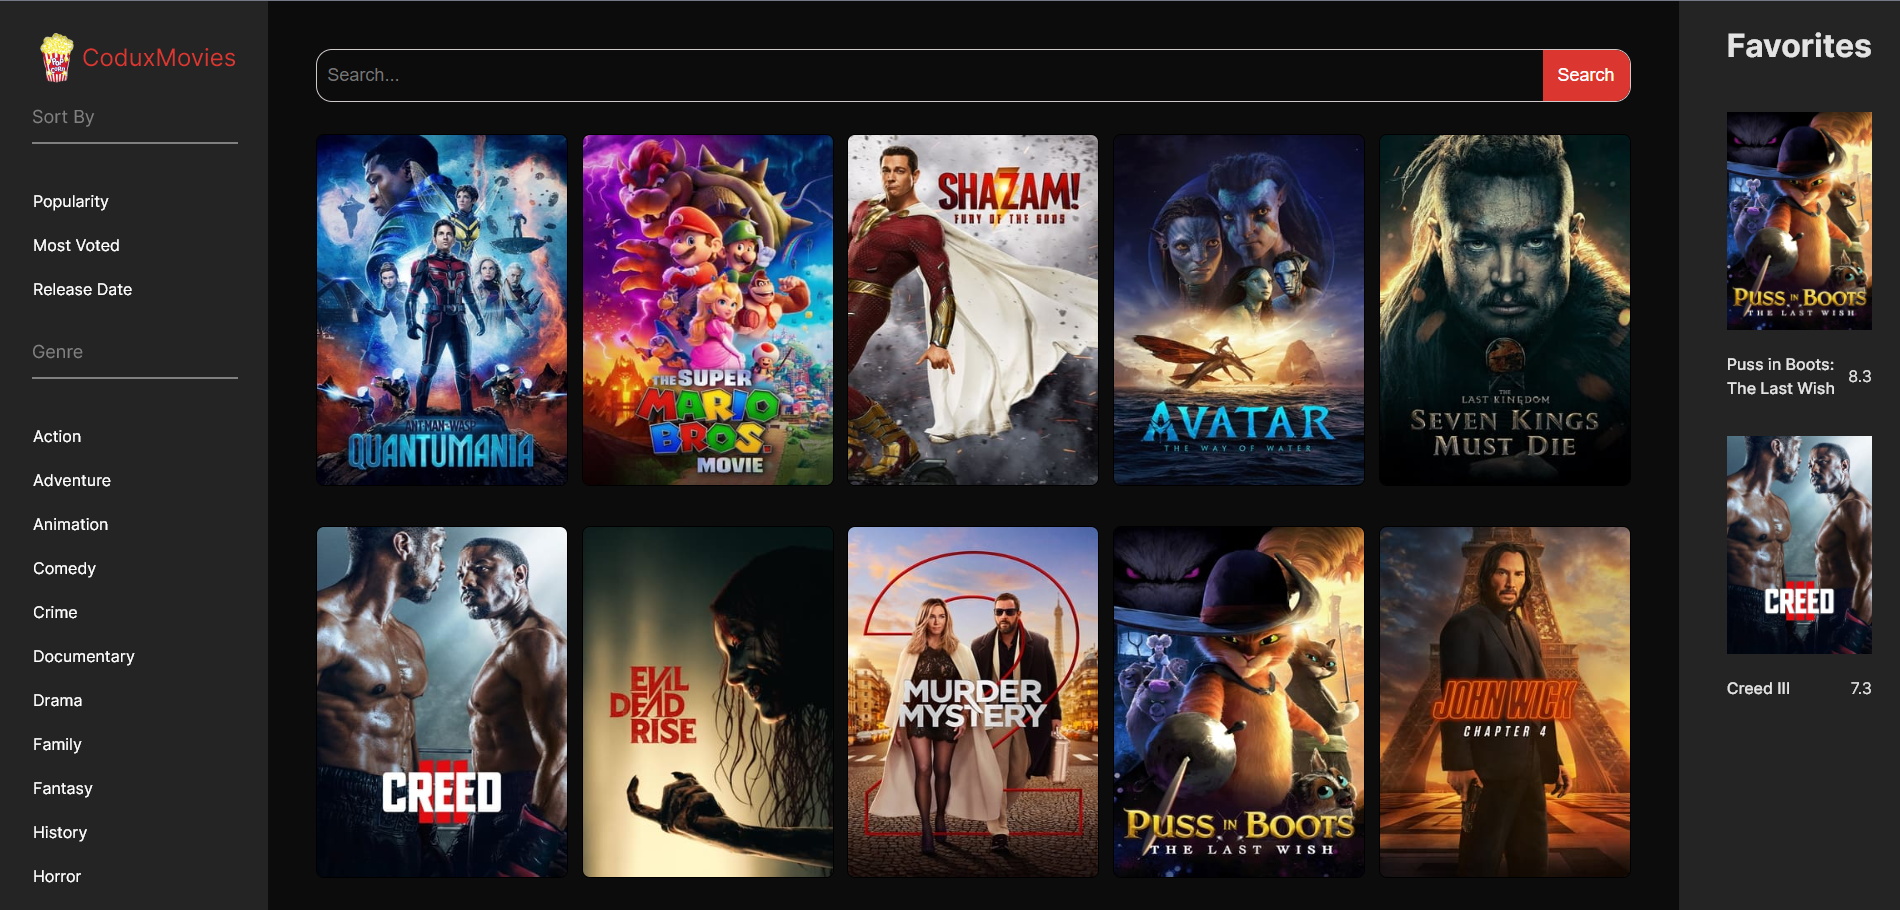 POP
CORN
CoduxMovies
Sort By
Popularity
Most Voted
Release Date
Genre
Action
Adventure
Animation
Comedy
Crime
Documentary
Drama
Family
Fantasy
History
Horror
Search...
Search
ANT-MAN AND THE WASP
QUANTUMANIA
THE SUPER
MARIO
BROS.
MOVIE
SHAZAM!
FURY OF THE GODS
AVATAR
THE WAY OF WATER
THE
LAST KINGDOM
SEVEN KINGS
MUST DIE
CREED
III
EVIL
DEAD
RISE
2
MURDER
MYSTERY
PUSS IN BOOTS
THE LAST WISH
JOHN WICK
CHAPTER 4
Favorites
PUSS IN BOOTS
THE LAST WISH
Puss in Boots:
The Last Wish
8.3
CREED
III
Creed III
7.3